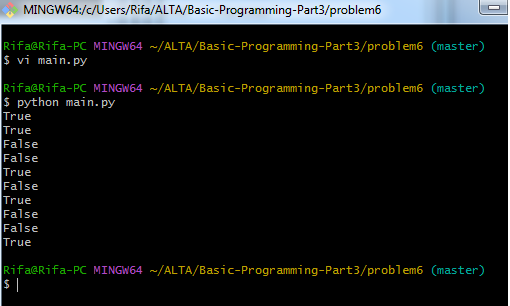 MINGW64:/c/Users/Rifa/ALTA/Basic-Programming-Part3/problem6
Rifa@Rifa-PC MINGW64 ~/ALTA/Basic-Programming-Part3/problem6 (master)
$ vi main.py
Rifa@Rifa-PC MINGW64 ~/ALTA/Basic-Programming-Part3/problem6 (master)
$ python main.py
True
True
False
False
True
False
True
False
False
True
Rifa@Rifa-PC MINGW64 ~/ALTA/Basic-Programming-Part3/problem6 (master)
$